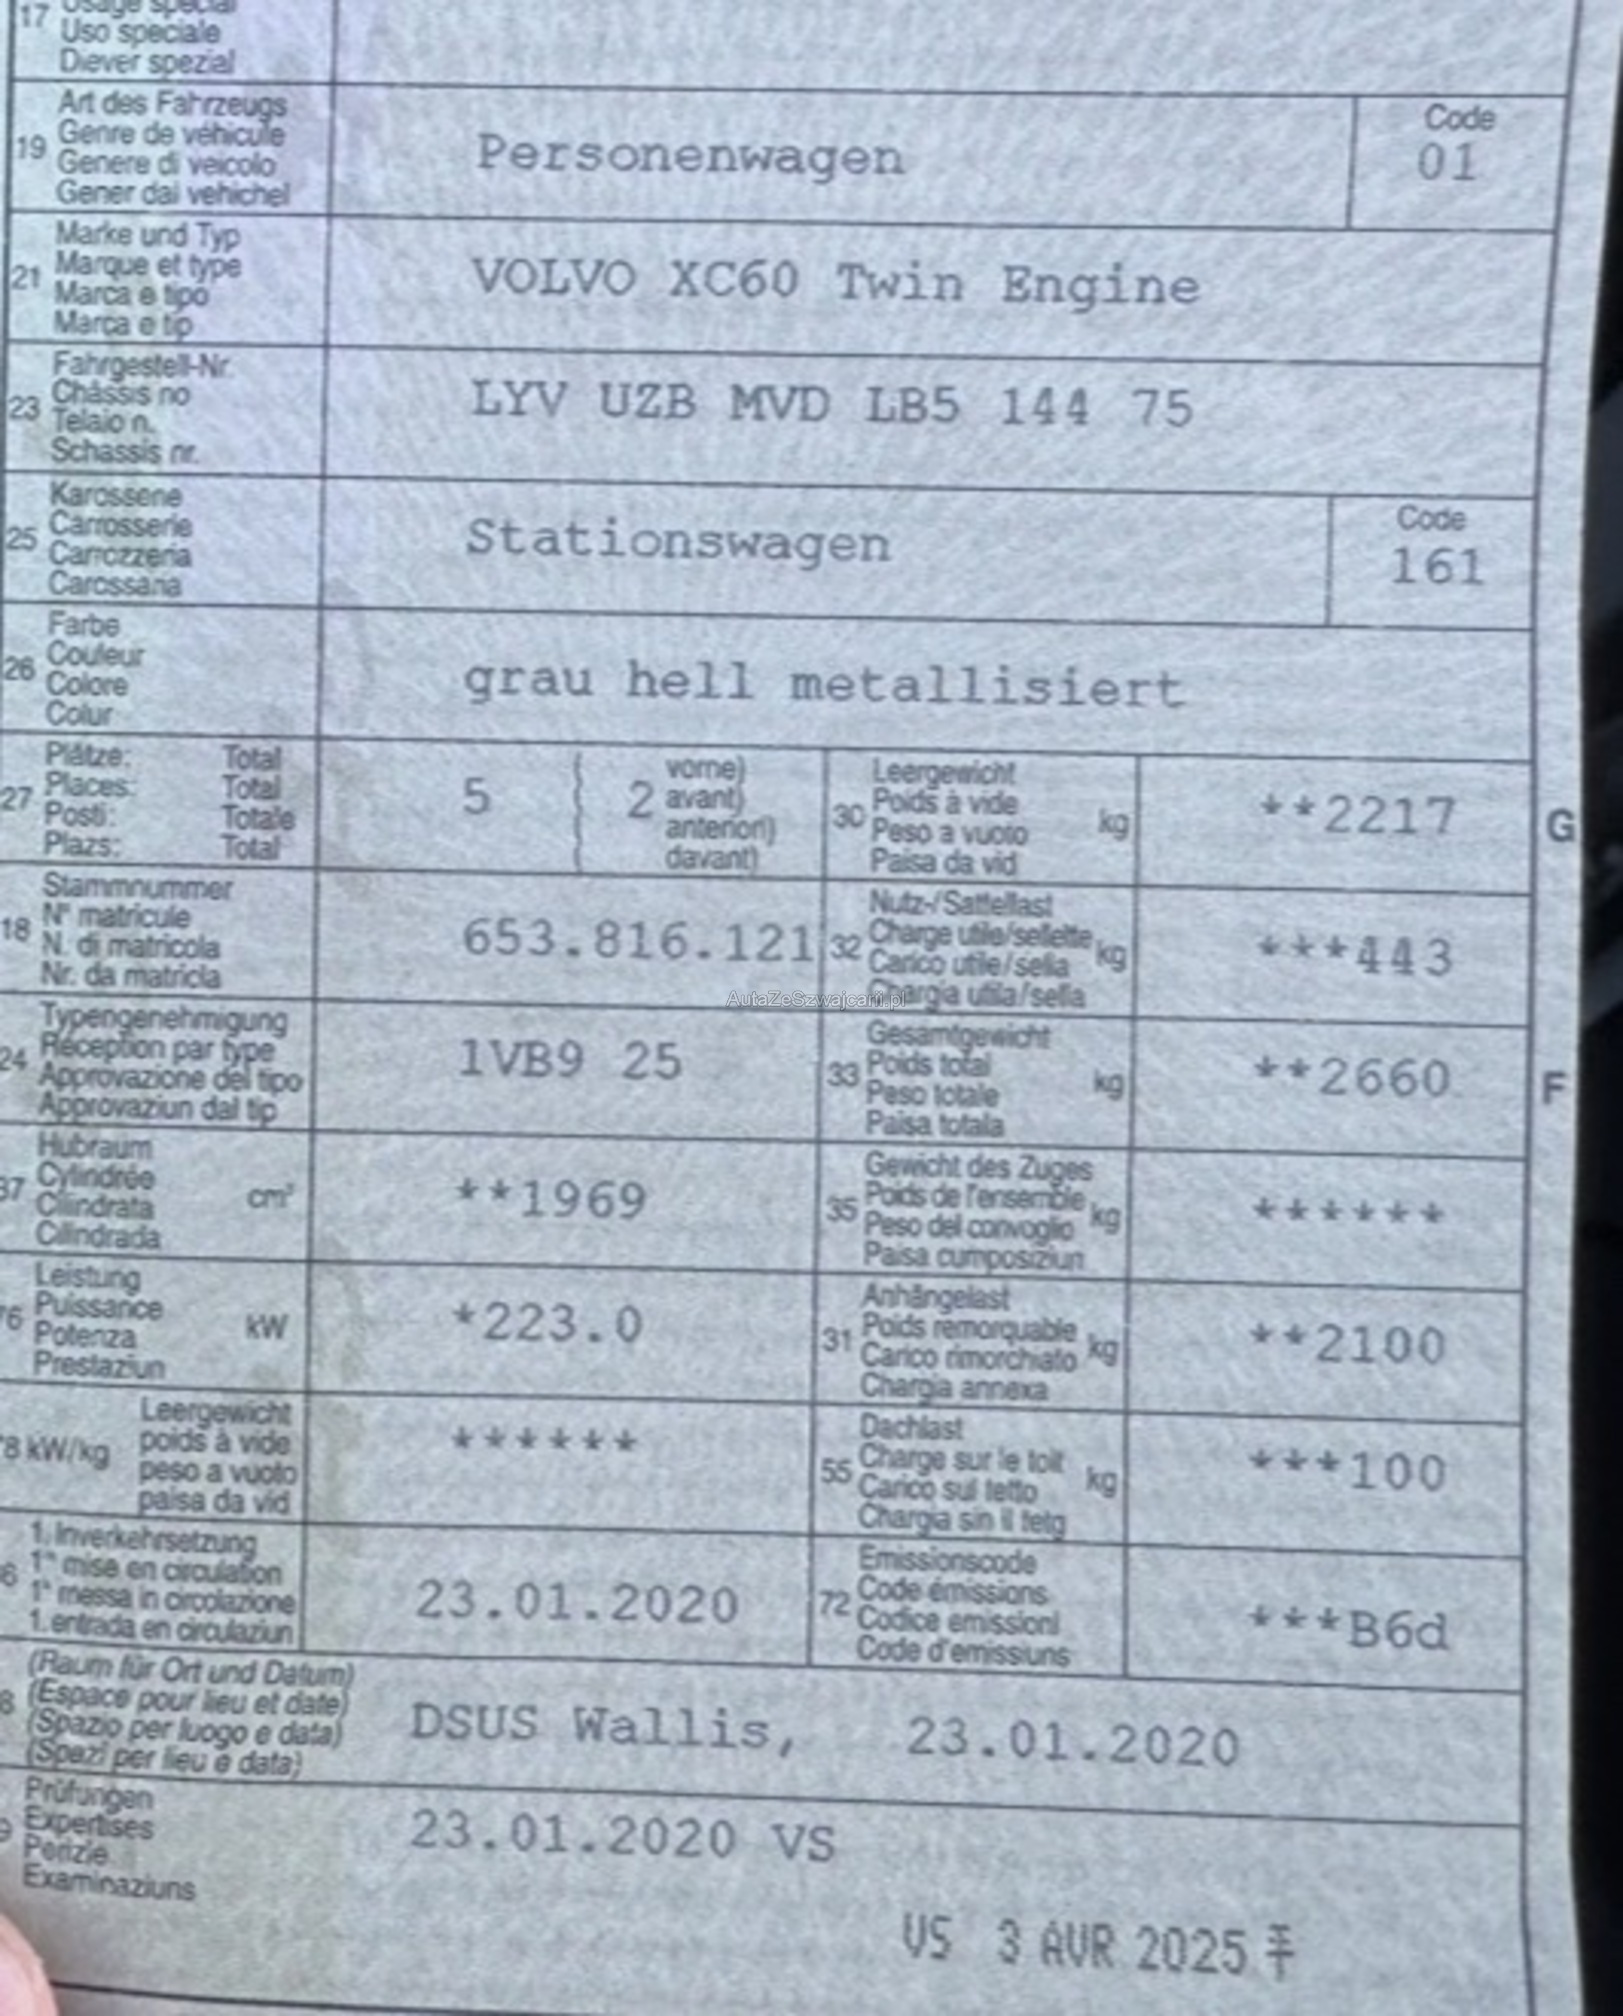 17 Usage spécial
Uso speciale
Diever spezial
19 Art des Fahrzeugs
Genre de véhicule
Genere di veicolo
Gener dal vehichel
Personenwagen
Code
01
21 Marke und Typ
Marque et type
Marca e tipo
Marca e tip
VOLVO XC60 Twin Engine
23 Fahrgestell-Nr.
Châssis no
Telaio n.
Schassis nr.
LYV UZB MVD LB5 144 75
25 Karosserie
Carrosserie
Carrozzeria
Carossaria
Stationswagen
Code
161
26 Farbe
Couleur
Colore
Colur
grau hell metallisiert
27 Plätze: Total
Places: Total
Posti: Totale
Plazs: Total
5
2 vorne)
avant)
anteriori)
davant)
30 Leergewicht
Poids à vide
Peso a vuoto
Paisa da vid
kg
**2217
G
18 Stammnummer
N° matricule
N. di matricola
Nr. da matricla
653.816.121
32 Nutz-/Sattellast
Charge utile/sellette
Carico utile/sella
Chargia utila/sella
kg
***443
AutaZeSzwajcarii.pl
24 Typengenehmigung
Réception par type
Approvazione del tipo
Approvaziun dal tip
1VB9 25
33 Gesamtgewicht
Poids total
Peso totale
Paisa totala
kg
**2660
F
37 Hubraum
Cylindrée
Cilindrata
Cilindrada
cm³
**1969
35 Gewicht des Zuges
Poids de l'ensemble
Peso del convoglio
Paisa cumposiziun
kg
******
76 Leistung
Puissance
Potenza
Prestaziun
kW
*223.0
31 Anhängelast
Poids remorquable
Carico rimorchiato
Chargia annexa
kg
**2100
78 kW/kg
Leergewicht
poids à vide
peso a vuoto
paisa da vid
******
55 Dachlast
Charge sur le toit
Carico sul tetto
Chargia sin il tetg
kg
***100
36 1. Inverkehrsetzung
1re mise en circulation
1a messa in circolazione
1. entrada en circulaziun
23.01.2020
72 Emissionscode
Code émissions
Codice emissioni
Code d'emissiuns
***B6d
8 (Raum für Ort und Datum)
(Espace pour lieu et date)
(Spazio per luogo e data)
(Spazi per lieu e data)
DSUS Wallis, 23.01.2020
9 Prüfungen
Expertises
Perizie
Examinaziuns
23.01.2020 VS
VS 3 AVR 2025